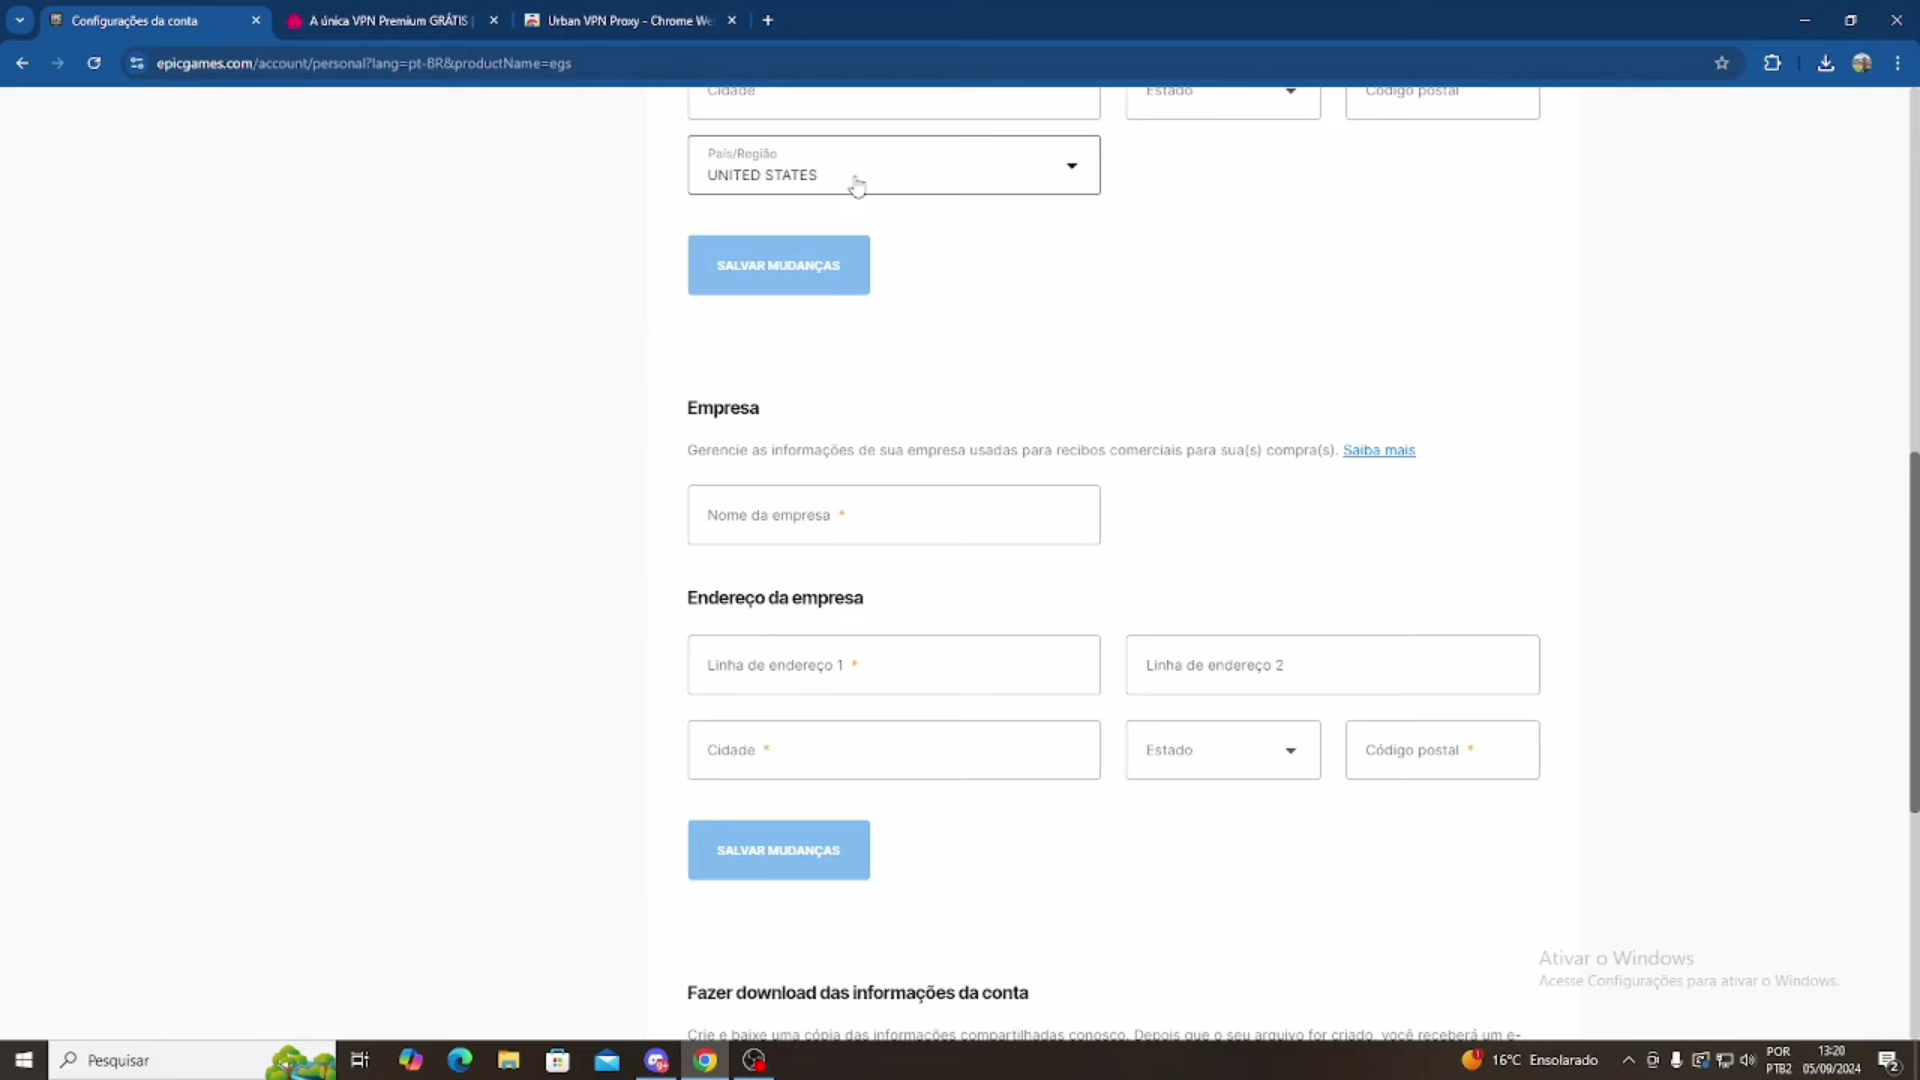 Configurações da conta
A única VPN Premium GRÁTIS |
Urban VPN Proxy - Chrome We
epicgames.com/account/personal?lang=pt-BR&productName=egs
Cidade
Estado
Código postal
País/Região
UNITED STATES
SALVAR MUDANÇAS
Empresa
Gerencie as informações de sua empresa usadas para recibos comerciais para sua(s) compra(s). Saiba mais
Nome da empresa *
Endereço da empresa
Linha de endereço 1 *
Linha de endereço 2
Cidade *
Estado
Código postal *
SALVAR MUDANÇAS
Ativar o Windows
Acesse Configurações para ativar o Windows.
Fazer download das informações da conta
Crie e baixe uma cópia das informações compartilhadas conosco. Depois que o seu arquivo for criado, você receberá um e-
Pesquisar
16°C Ensolarado
POR
PTB2
13:20
05/09/2024
2